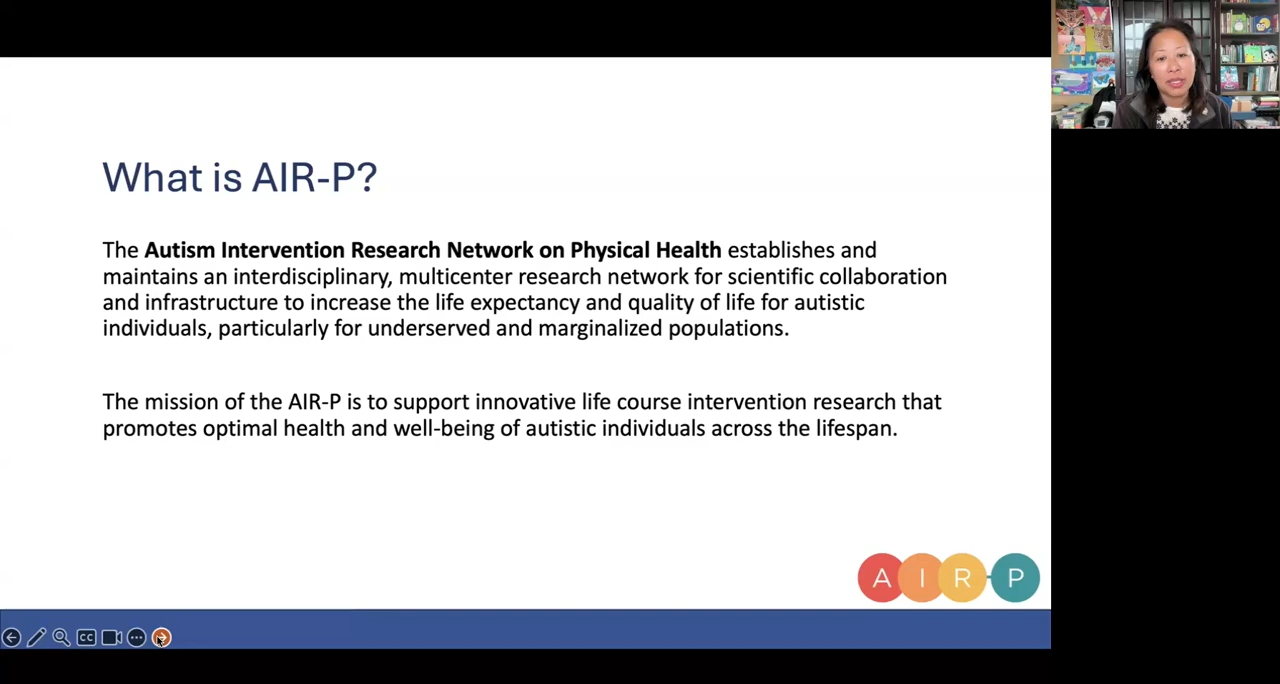 What is AIR-P?
The Autism Intervention Research Network on Physical Health establishes and
maintains an interdisciplinary, multicenter research network for scientific collaboration
and infrastructure to increase the life expectancy and quality of life for autistic
individuals, particularly for underserved and marginalized populations.
The mission of the AIR-P is to support innovative life course intervention research that
promotes optimal health and well-being of autistic individuals across the lifespan.
A I R-P
CC